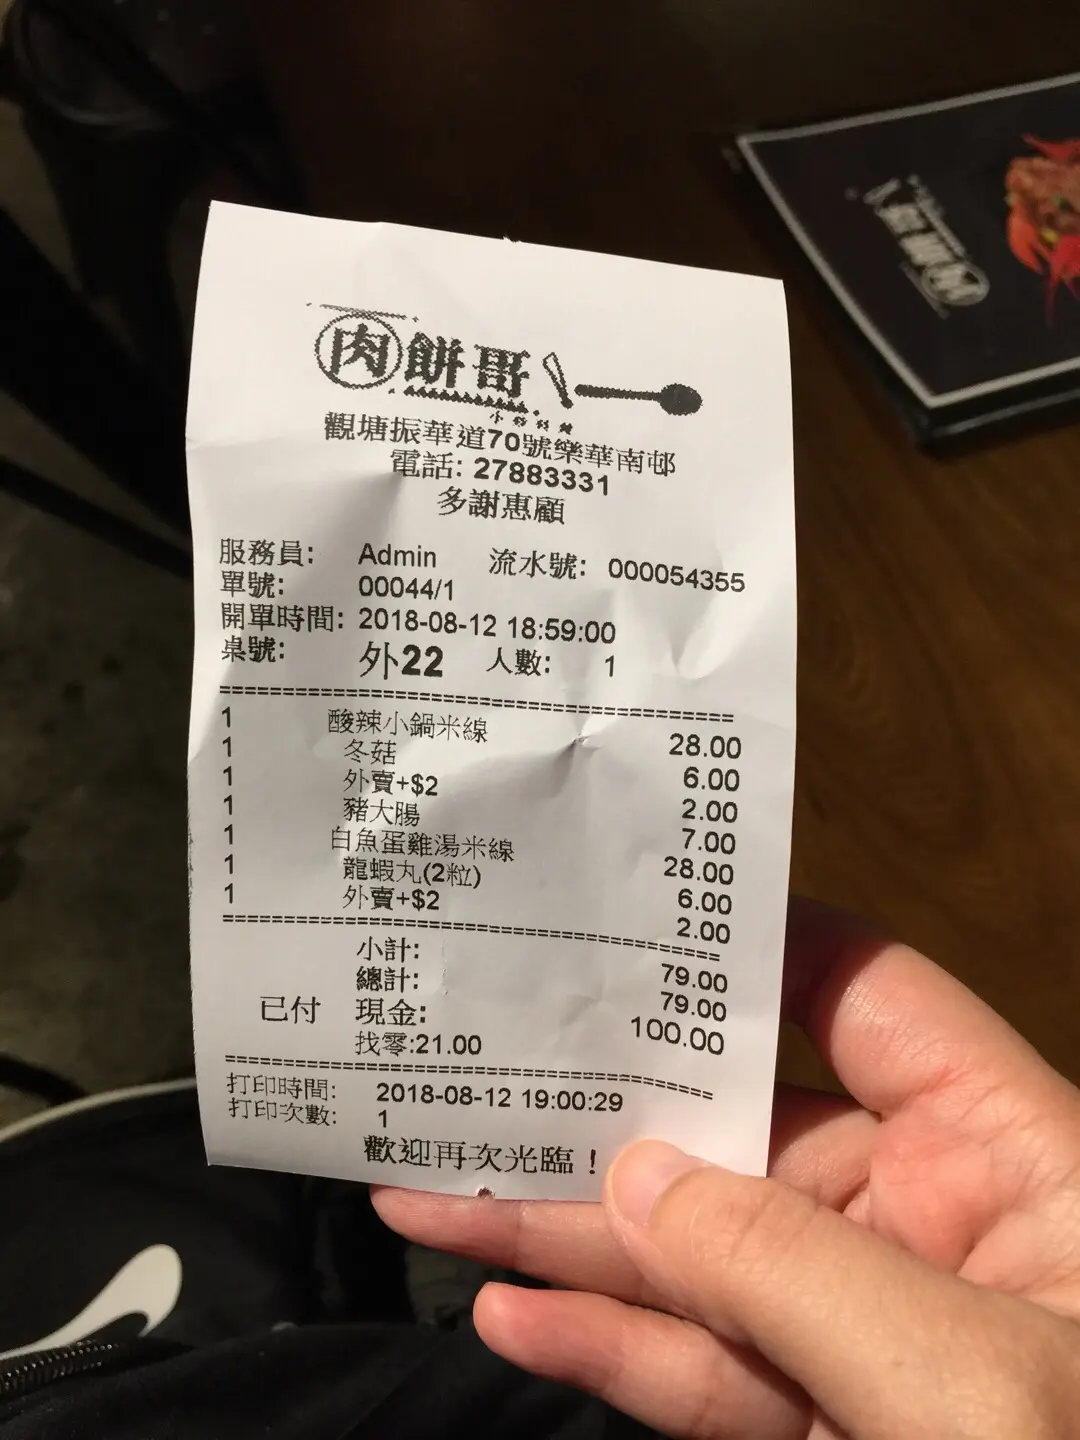 肉餅哥
觀塘振華道70號樂華南邨
電話: 27883331
多謝惠顧
服務員: Admin 流水號: 000054355
單號: 00044/1
開單時間: 2018-08-12 18:59:00
桌號: 外22 人數: 1
1 酸辣小鍋米線 28.00
1 冬菇 6.00
1 外賣+$2 2.00
1 豬大腸 7.00
1 白魚蛋雞湯米線 28.00
1 龍蝦丸(2粒) 6.00
1 外賣+$2 2.00
小計: 79.00
總計: 79.00
已付 現金: 100.00
找零:21.00
打印時間: 2018-08-12 19:00:29
打印次數: 1
歡迎再次光臨！